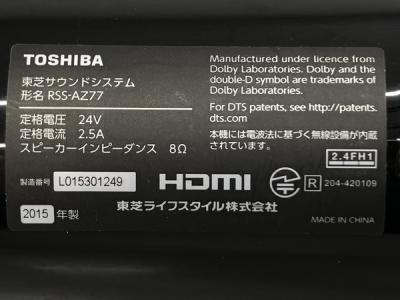 TOSHIBA
東芝サウンドシステム
形名 RSS-AZ77
定格電圧 24V
定格電流 2.5A
スピーカーインピーダンス 8Ω
Manufactured under licence from
Dolby Laboratories. Dolby and the
double-D symbol are trademarks of
Dolby Laboratories.
For DTS patents, see http://patents.
dts.com
本機には電波法に基づく無線設備が内蔵
されています。
2.4FH1
製造番号 L015301249
HDMI
R 204-420109
2015 年製
東芝ライフスタイル株式会社
MADE IN CHINA